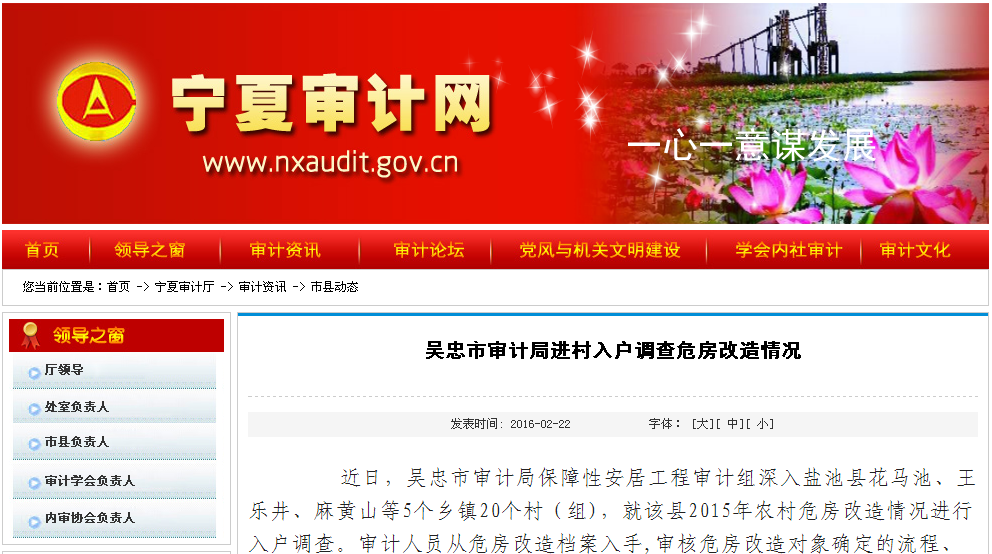 宁夏审计网
www.nxaudit.gov.cn
一心一意谋发展
首页 领导之窗 审计资讯 审计论坛 党风与机关文明建设 学会内社审计 审计文化
您当前位置是：首页 -> 宁夏审计厅 -> 审计资讯 -> 市县动态
领导之窗
厅领导
处室负责人
市县负责人
审计学会负责人
内审协会负责人
吴忠市审计局进村入户调查危房改造情况
发表时间: 2016-02-22 字体： [大][ 中][ 小]
近日，吴忠市审计局保障性安居工程审计组深入盐池县花马池、王
乐井、麻黄山等5个乡镇20个村（组），就该县2015年农村危房改造情况进行
入户调查。审计人员从危房改造档案入手,审核危房改造对象确定的流程、